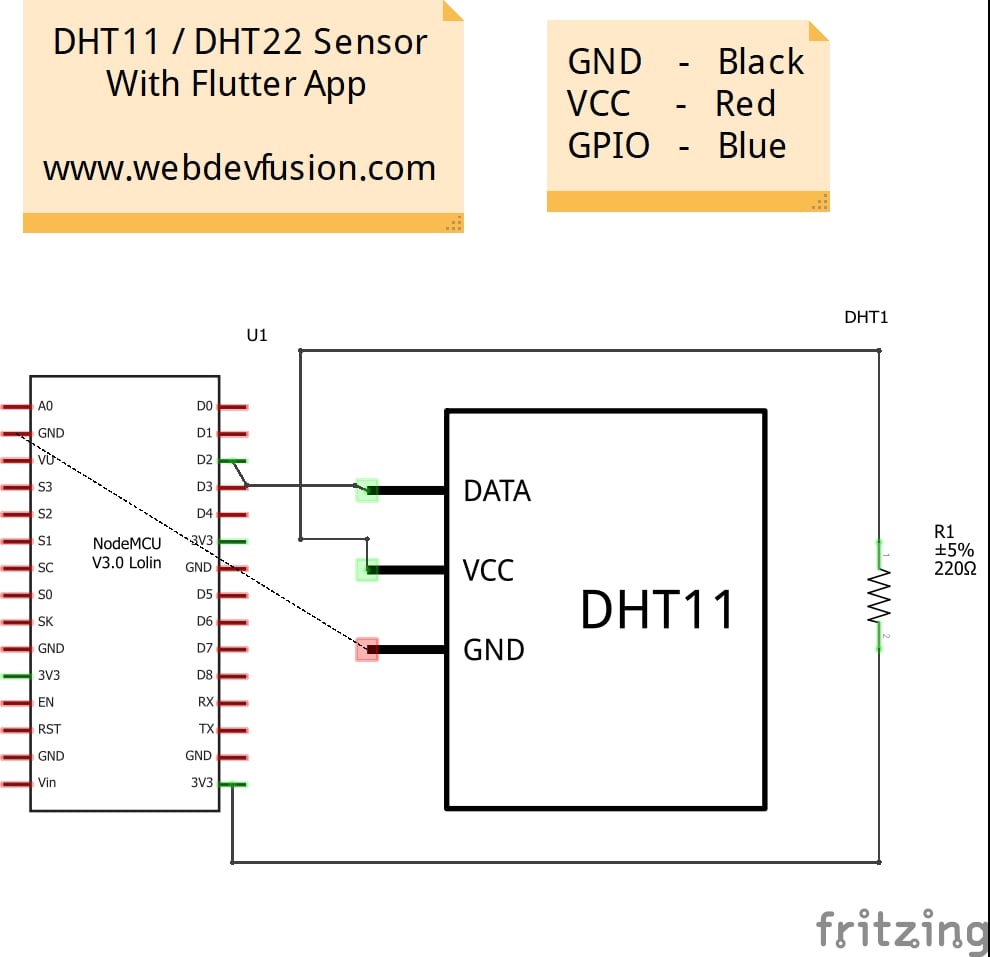 DHT11 / DHT22 Sensor
With Flutter App
www.webdevfusion.com
GND - Black
VCC - Red
GPIO - Blue
DHT1
U1
A0
GND
VU
S3
S2
S1
SC
S0
SK
GND
3V3
EN
RST
GND
Vin
NodeMCU
V3.0 Lolin
D0
D1
D2
D3
D4
3V3
GND
D5
D6
D7
D8
RX
TX
GND
3V3
DATA
VCC
GND
DHT11
1
2
R1
±5%
220Ω
fritzing